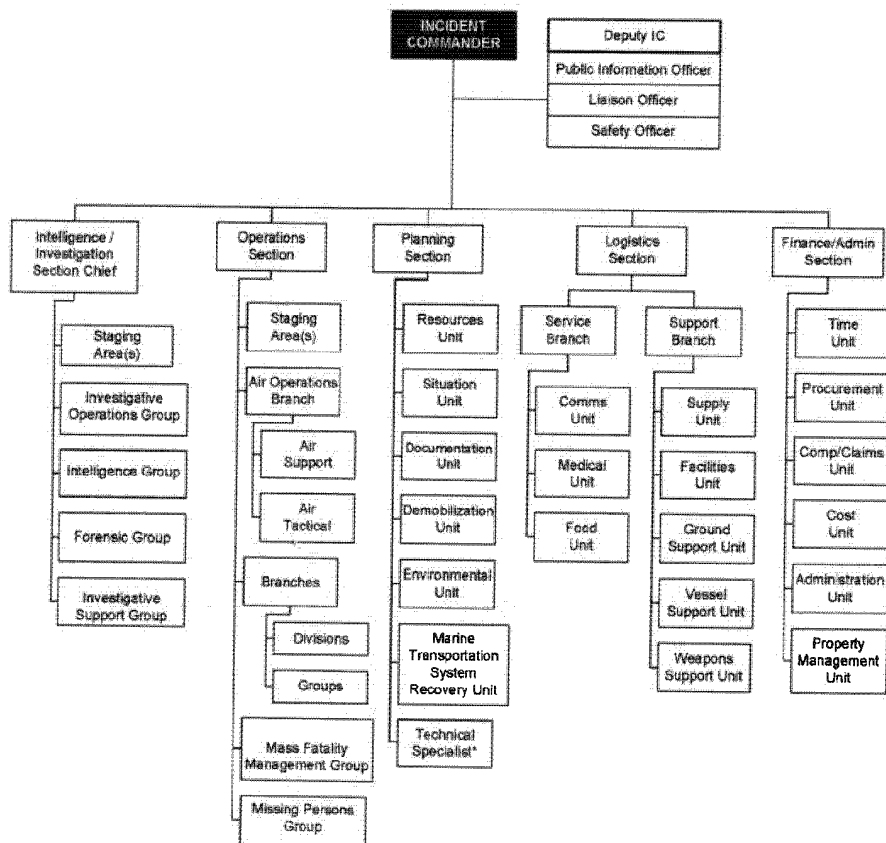 INCIDENT
COMMANDER
Deputy IC
Public Information Officer
Liaison Officer
Safety Officer
Intelligence /
Investigation
Section Chief
Staging
Area(s)
Investigative
Operations Group
Intelligence Group
Forensic Group
Investigative
Support Group
Operations
Section
Staging
Area(s)
Air Operations
Branch
Air
Support
Air
Tactical
Branches
Divisions
Groups
Mass Fatality
Management Group
Missing Persons
Group
Planning
Section
Resources
Unit
Situation
Unit
Documentation
Unit
Demobilization
Unit
Environmental
Unit
Marine
Transportation
System
Recovery Unit
Technical
Specialist*
Logistics
Section
Service
Branch
Comms
Unit
Medical
Unit
Food
Unit
Support
Branch
Supply
Unit
Facilities
Unit
Ground
Support Unit
Vessel
Support Unit
Weapons
Support Unit
Finance/Admin
Section
Time
Unit
Procurement
Unit
Comp/Claims
Unit
Cost
Unit
Administration
Unit
Property
Management
Unit